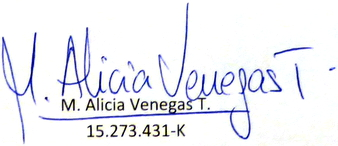 M. Alicia Venegas T.
M. Alicia Venegas T.
15.273.431-K